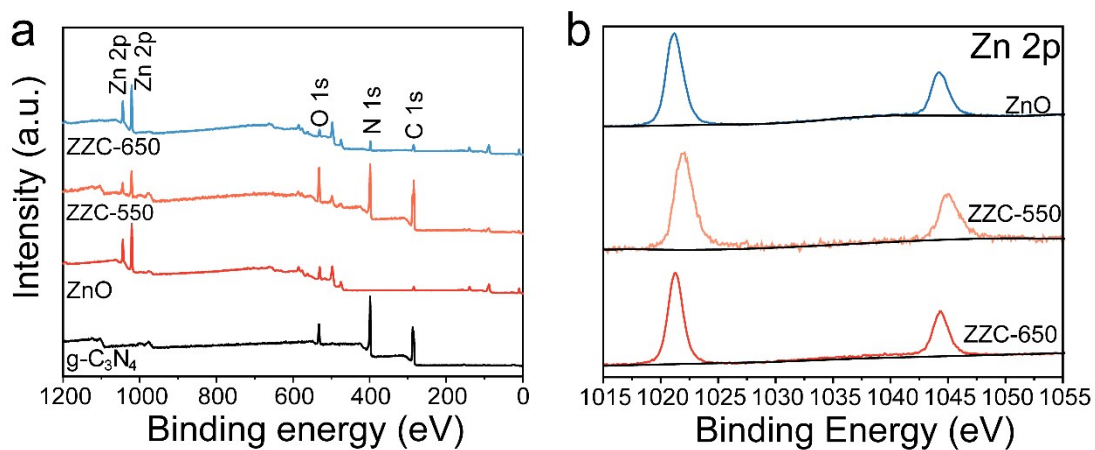 a
Intensity (a.u.)
Zn 2p
Zn 2p
O 1s
N 1s
C 1s
ZZC-650
ZZC-550
ZnO
g-C₃N₄
1200 1000 800 600 400 200 0
Binding energy (eV)
b
Zn 2p
ZnO
ZZC-550
ZZC-650
1015 1020 1025 1030 1035 1040 1045 1050 1055
Binding Energy (eV)